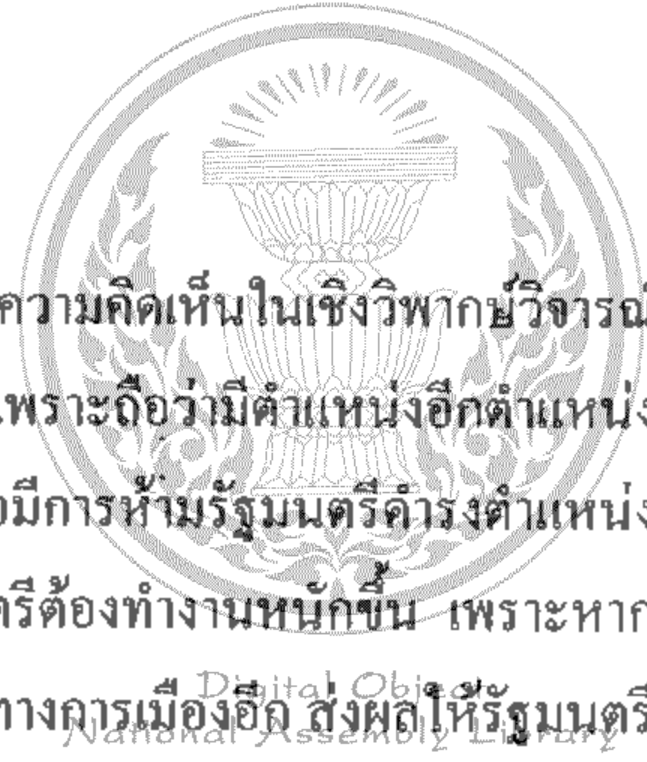 ความคิดเห็นในเชิงวิพากษ์วิจารณ์
เพราะถือว่ามีตำแหน่งอีกตำแหน่ง
มีการห้ามรัฐมนตรีดำรงตำแหน่ง
ตรีต้องทำงานหนักขึ้น เพราะหาก
ทางการเมืองอีก ส่งผลให้รัฐมนตรี
Digital Object
National Assembly Library